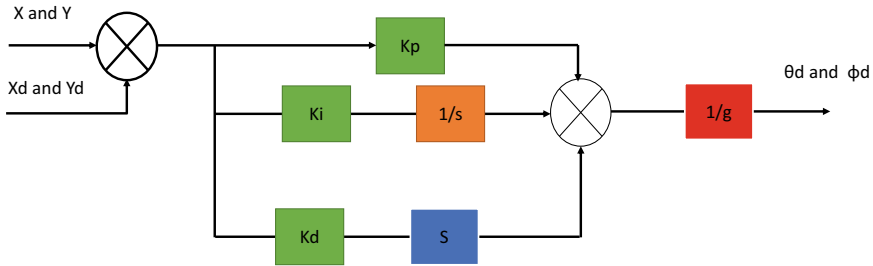 X and Y
Xd and Yd
Kp
Ki
1/s
Kd
S
1/g
θd and ϕd